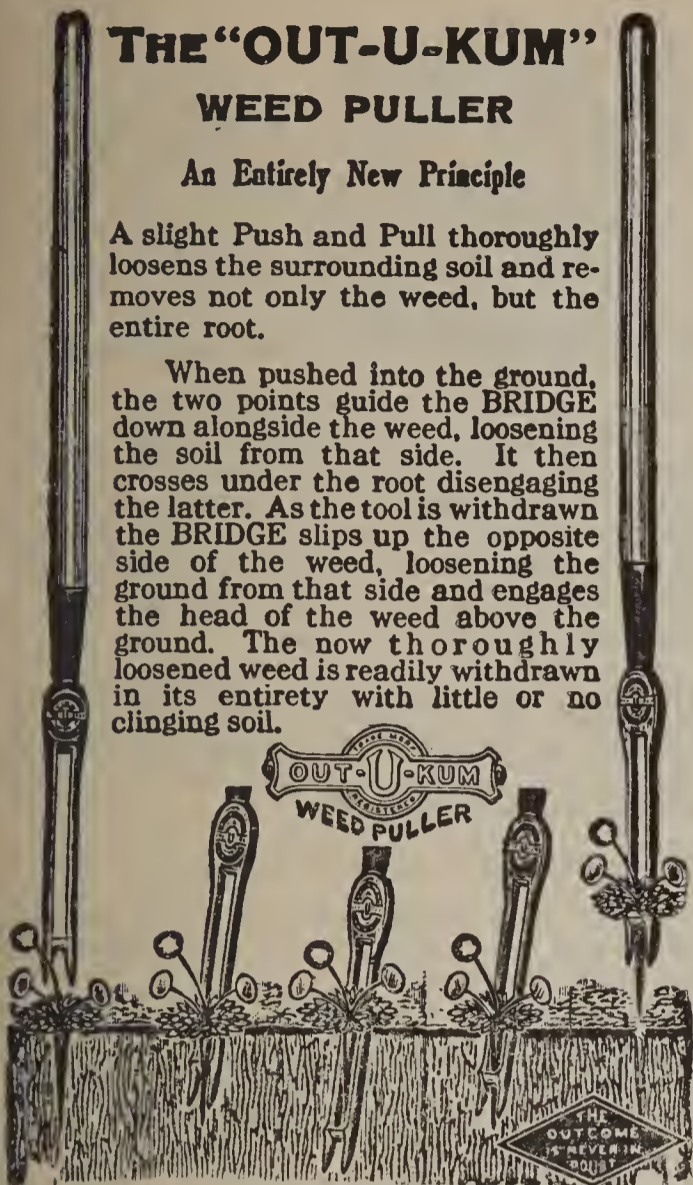 THE "OUT-U-KUM"
WEED PULLER
An Entirely New Principle
A slight Push and Pull thoroughly
loosens the surrounding soil and re-
moves not only the weed, but the
entire root.
When pushed into the ground,
the two points guide the BRIDGE
down alongside the weed, loosening
the soil from that side. It then
crosses under the root disengaging
the latter. As the tool is withdrawn
the BRIDGE slips up the opposite
side of the weed, loosening the
ground from that side and engages
the head of the weed above the
ground. The now thoroughly
loosened weed is readily withdrawn
in its entirety with little or no
clinging soil.
TRADE MARK
OUT-U-KUM
REGISTERED
WEED PULLER
THE
OUTCOME
IS NEVER IN
DOUBT